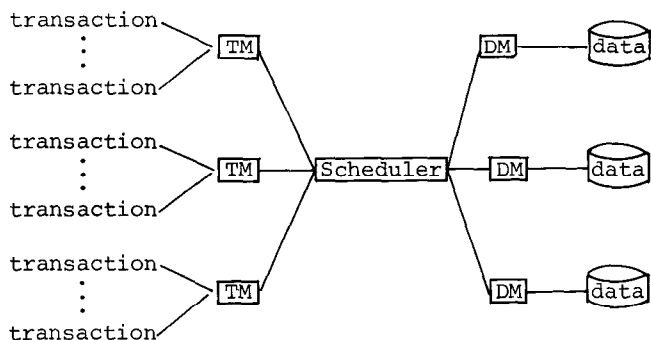 transaction
TM
DM
data
transaction
transaction
TM
Scheduler
DM
data
transaction
transaction
TM
DM
data
transaction